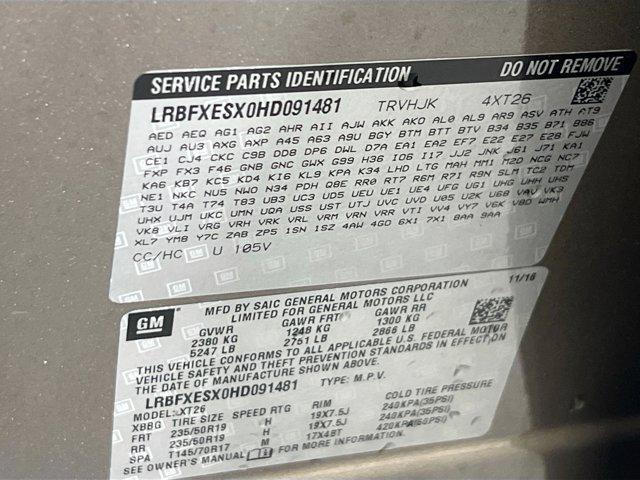 SERVICE PARTS IDENTIFICATION DO NOT REMOVE
LRBFXESX0HD091481 TRVHJK 4XT26
AED AEQ AG1 AG2 AHR AII AJW AKK AKO AL0 AL9 AR9 ASV ATH AT9
AUJ AU3 AXG AXP A45 A63 A9U BGY BTM BTT BTV B34 B35 B71 B86
CE1 CJ4 CKC C9B DD8 DP6 DWL D7A EA1 EA2 EF7 E22 E27 E28 FJW
FXP FX3 F46 GNB GNC GWX G99 H36 IO6 I17 JJ2 JNK J61 J71 KA1
KA6 KB7 KC5 KD4 KI6 KL9 KPA K34 LHD LTG MAH MM1 M2D NCG NC7
NE1 NKC NU5 NWO N34 PDH Q8E RR0 RT7 R6M R7I R9N SLM TC2 TDM
T3U T4A T74 T83 UB3 UC3 UD5 UEU UE1 UE4 UFG UGI UHG UHH UHS
UHX UJM UKC UMN UQA USS UST UTJ UVC UVD U05 U2K U68 VAV VK3
VK8 VLI VRG VRH VRK VRL VRM VRN VRR VTI VV4 VY7 V6K V8D WMH
XL7 YM8 Y7C ZAB ZP5 1SN 1SZ 4AW 4GD 6X1 7X1 8AA 9AA
CC/HC U 105V
GM
MFD BY SAIC GENERAL MOTORS CORPORATION 11/16
LIMITED FOR GENERAL MOTORS LLC
GVWR GAWR FRT GAWR RR
2380 KG 1248 KG 1300 KG
5247 LB 2751 LB 2866 LB
THIS VEHICLE CONFORMS TO ALL APPLICABLE U.S. FEDERAL MOTOR
VEHICLE SAFETY AND THEFT PREVENTION STANDARDS IN EFFECT ON
THE DATE OF MANUFACTURE SHOWN ABOVE.
LRBFXESX0HD091481 TYPE: M.P.V.
MODEL:XT26
XBBG TIRE SIZE SPEED RTG RIM COLD TIRE PRESSURE
FRT 235/50R19 H 19X7.5J 240KPA(35PSI)
RR 235/50R19 H 19X7.5J 240KPA(35PSI)
SPA T145/70R17 M 17X4BT 420KPA(60PSI)
SEE OWNER'S MANUAL FOR MORE INFORMATION.